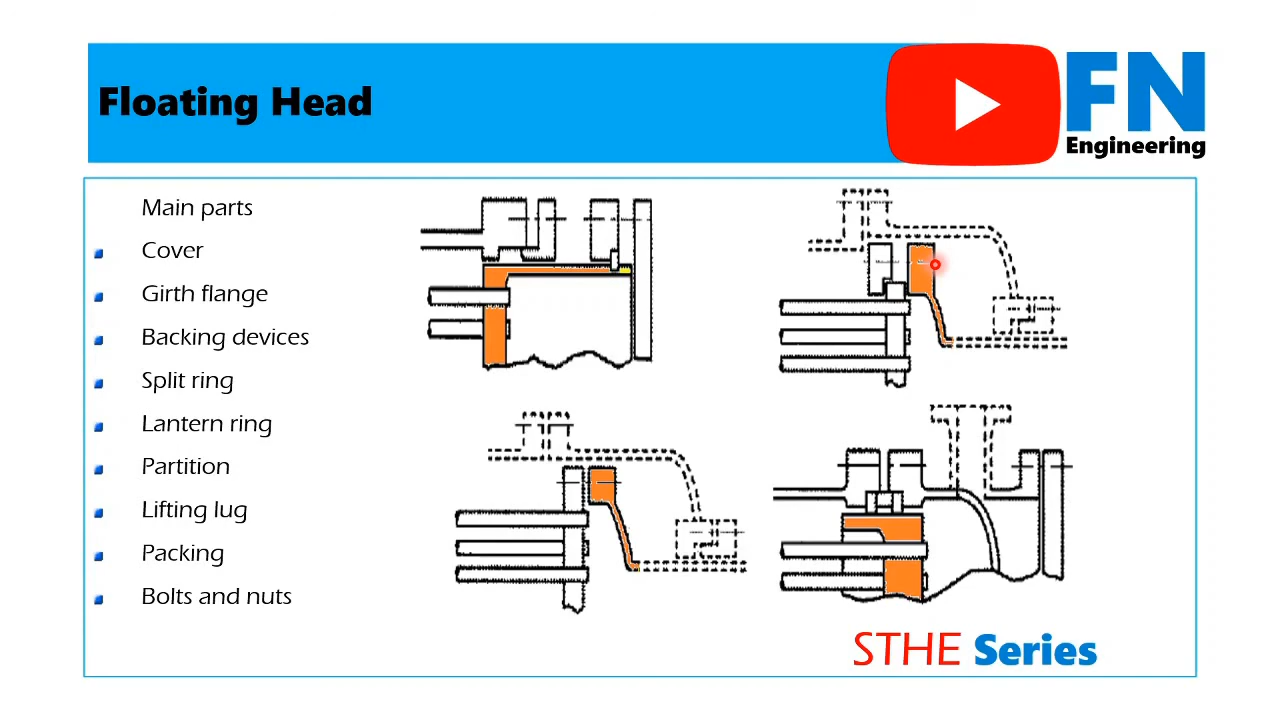 Floating Head
FN
Engineering
Main parts
Cover
Girth flange
Backing devices
Split ring
Lantern ring
Partition
Lifting lug
Packing
Bolts and nuts
STHE Series